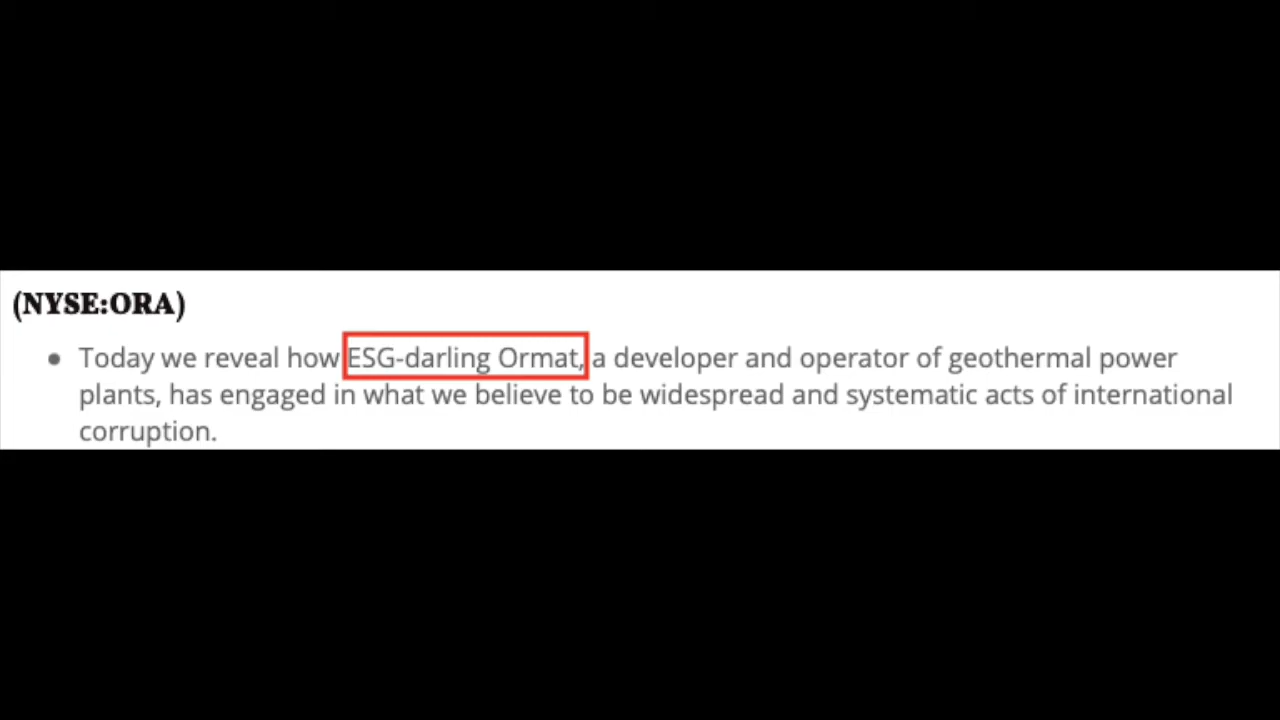 (NYSE:ORA)
• Today we reveal how ESG-darling Ormat, a developer and operator of geothermal power
plants, has engaged in what we believe to be widespread and systematic acts of international
corruption.